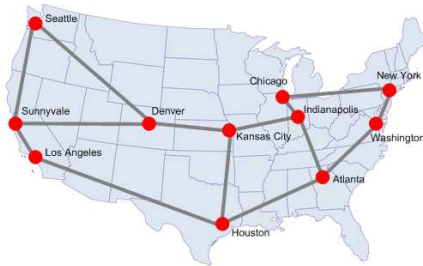 Seattle
Chicago
New York
Sunnyvale
Denver
Indianapolis
Kansas City
Washington
Los Angeles
Atlanta
Houston